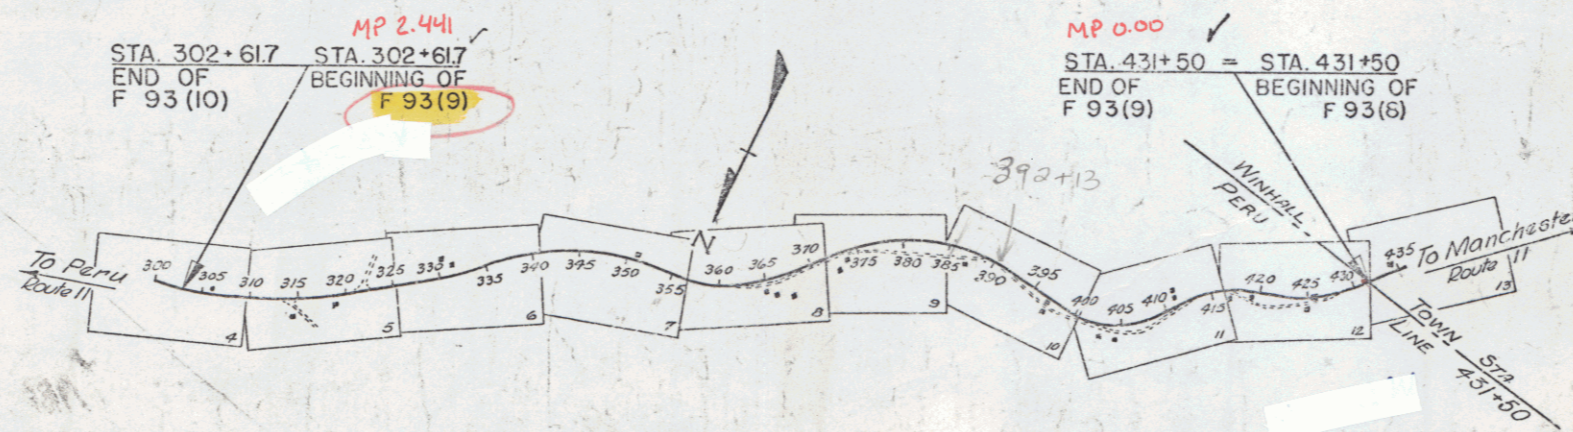 MP 2.441
STA. 302+61.7 STA. 302+61.7
END OF BEGINNING OF
F 93 (10) F 93(9)
MP 0.00
STA. 431+50 = STA. 431+50
END OF BEGINNING OF
F 93(9) F 93(8)
392+13
WINHALL
PERU
N
To Peru
Route 11
300 305 310 315 320 325 330 335 340 345 350 355 360 365 370 375 380 385 390 395 400 405 410 415 420 425 430 435
4 5 6 7 8 9 10 11 12 13
To Manchester
Route 11
TOWN LINE STA
431+50